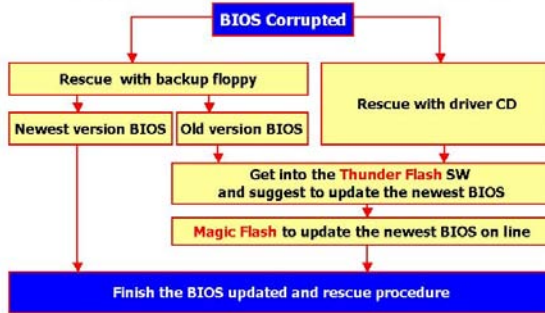 BIOS Corrupted
Rescue with backup floppy
Rescue with driver CD
Newest version BIOS
Old version BIOS
Get into the Thunder Flash SW
and suggest to update the newest BIOS
Magic Flash to update the newest BIOS on line
Finish the BIOS updated and rescue procedure